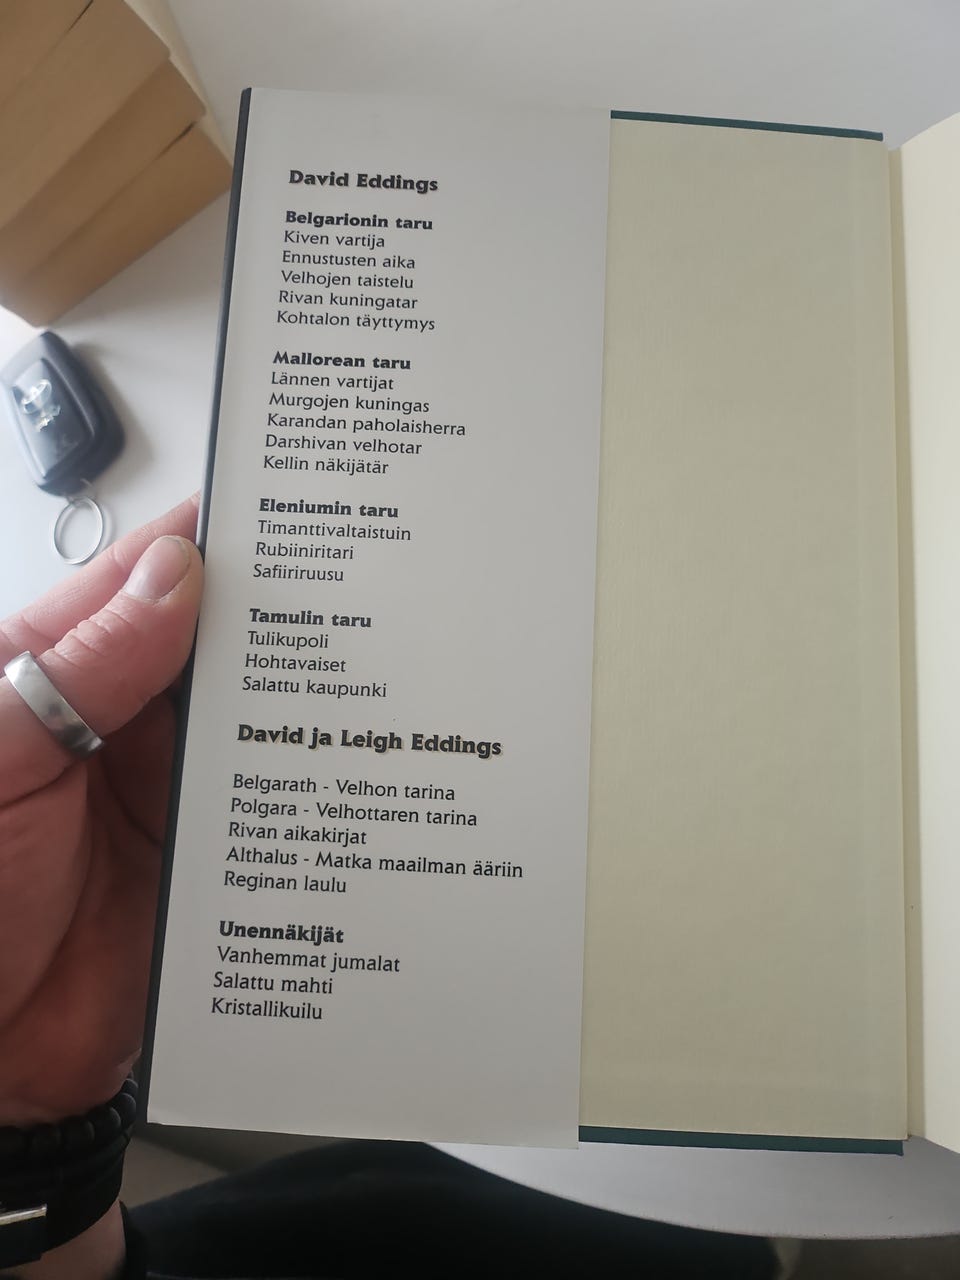 David Eddings
Belgarionin taru
Kiven vartija
Ennustusten aika
Velhojen taistelu
Rivan kuningatar
Kohtalon täyttymys
Mallorean taru
Lännen vartijat
Murgojen kuningas
Karandan paholaisherra
Darshivan velhotar
Kellin näkijätär
Eleniumin taru
Timanttivaltaistuin
Rubiiniritari
Safiiriruusu
Tamulin taru
Tulikupoli
Hohtavaiset
Salattu kaupunki
David ja Leigh Eddings
Belgarath - Velhon tarina
Polgara - Velhottaren tarina
Rivan aikakirjat
Althalus - Matka maailman ääriin
Reginan laulu
Unennäkijät
Vanhemmat jumalat
Salattu mahti
Kristallikuilu